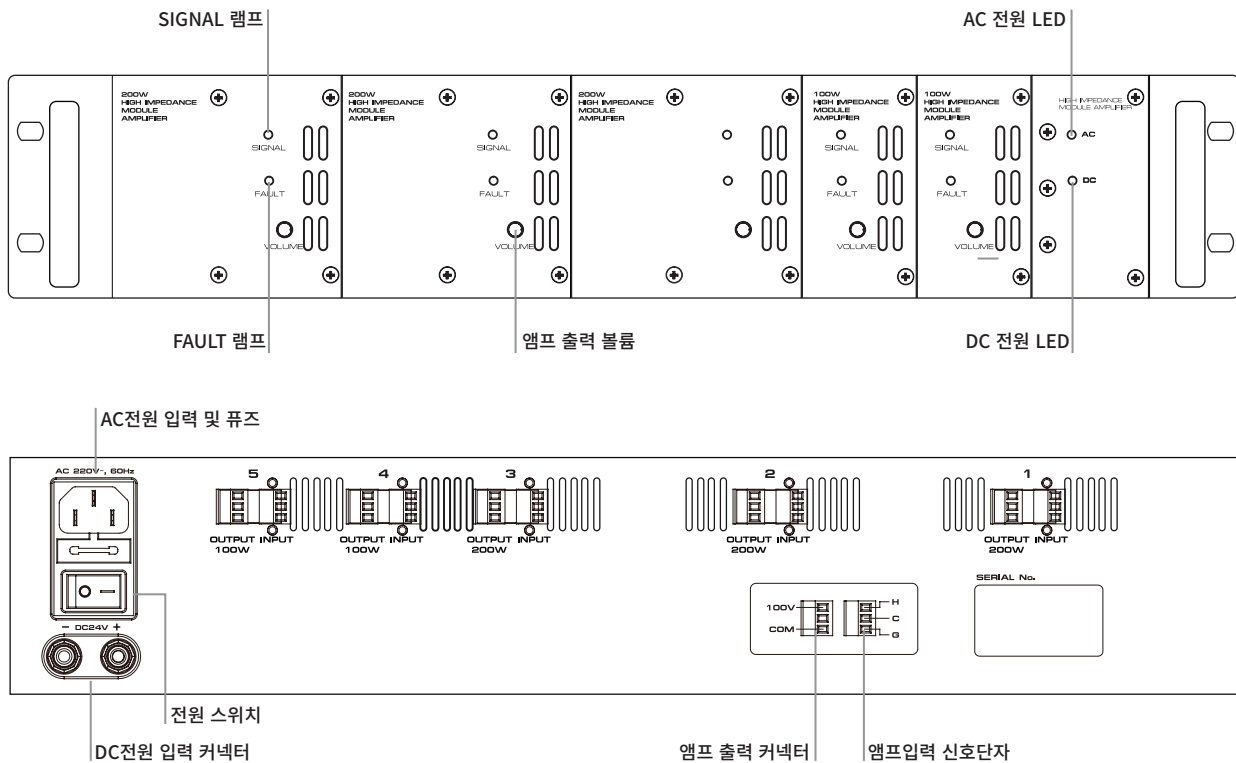 SIGNAL 램프
AC 전원 LED
200W
HIGH IMPEDANCE
MODULE
AMPLIFIER
SIGNAL
FAULT
VOLUME
200W
HIGH IMPEDANCE
MODULE
AMPLIFIER
SIGNAL
FAULT
VOLUME
200W
HIGH IMPEDANCE
MODULE
AMPLIFIER
100W
HIGH IMPEDANCE
MODULE
AMPLIFIER
SIGNAL
FAULT
VOLUME
100W
HIGH IMPEDANCE
MODULE
AMPLIFIER
SIGNAL
FAULT
VOLUME
HIGH IMPEDANCE
MODULE AMPLIFIER
AC
DC
FAULT 램프
앰프 출력 볼륨
DC 전원 LED
AC전원 입력 및 퓨즈
AC 220V~, 60Hz
5
4
3
2
1
OUTPUT INPUT
100W
OUTPUT INPUT
100W
OUTPUT INPUT
200W
OUTPUT INPUT
200W
OUTPUT INPUT
200W
SERIAL No.
100V
COM
H
C
G
− DC24V +
전원 스위치
DC전원 입력 커넥터
앰프 출력 커넥터
앰프입력 신호단자